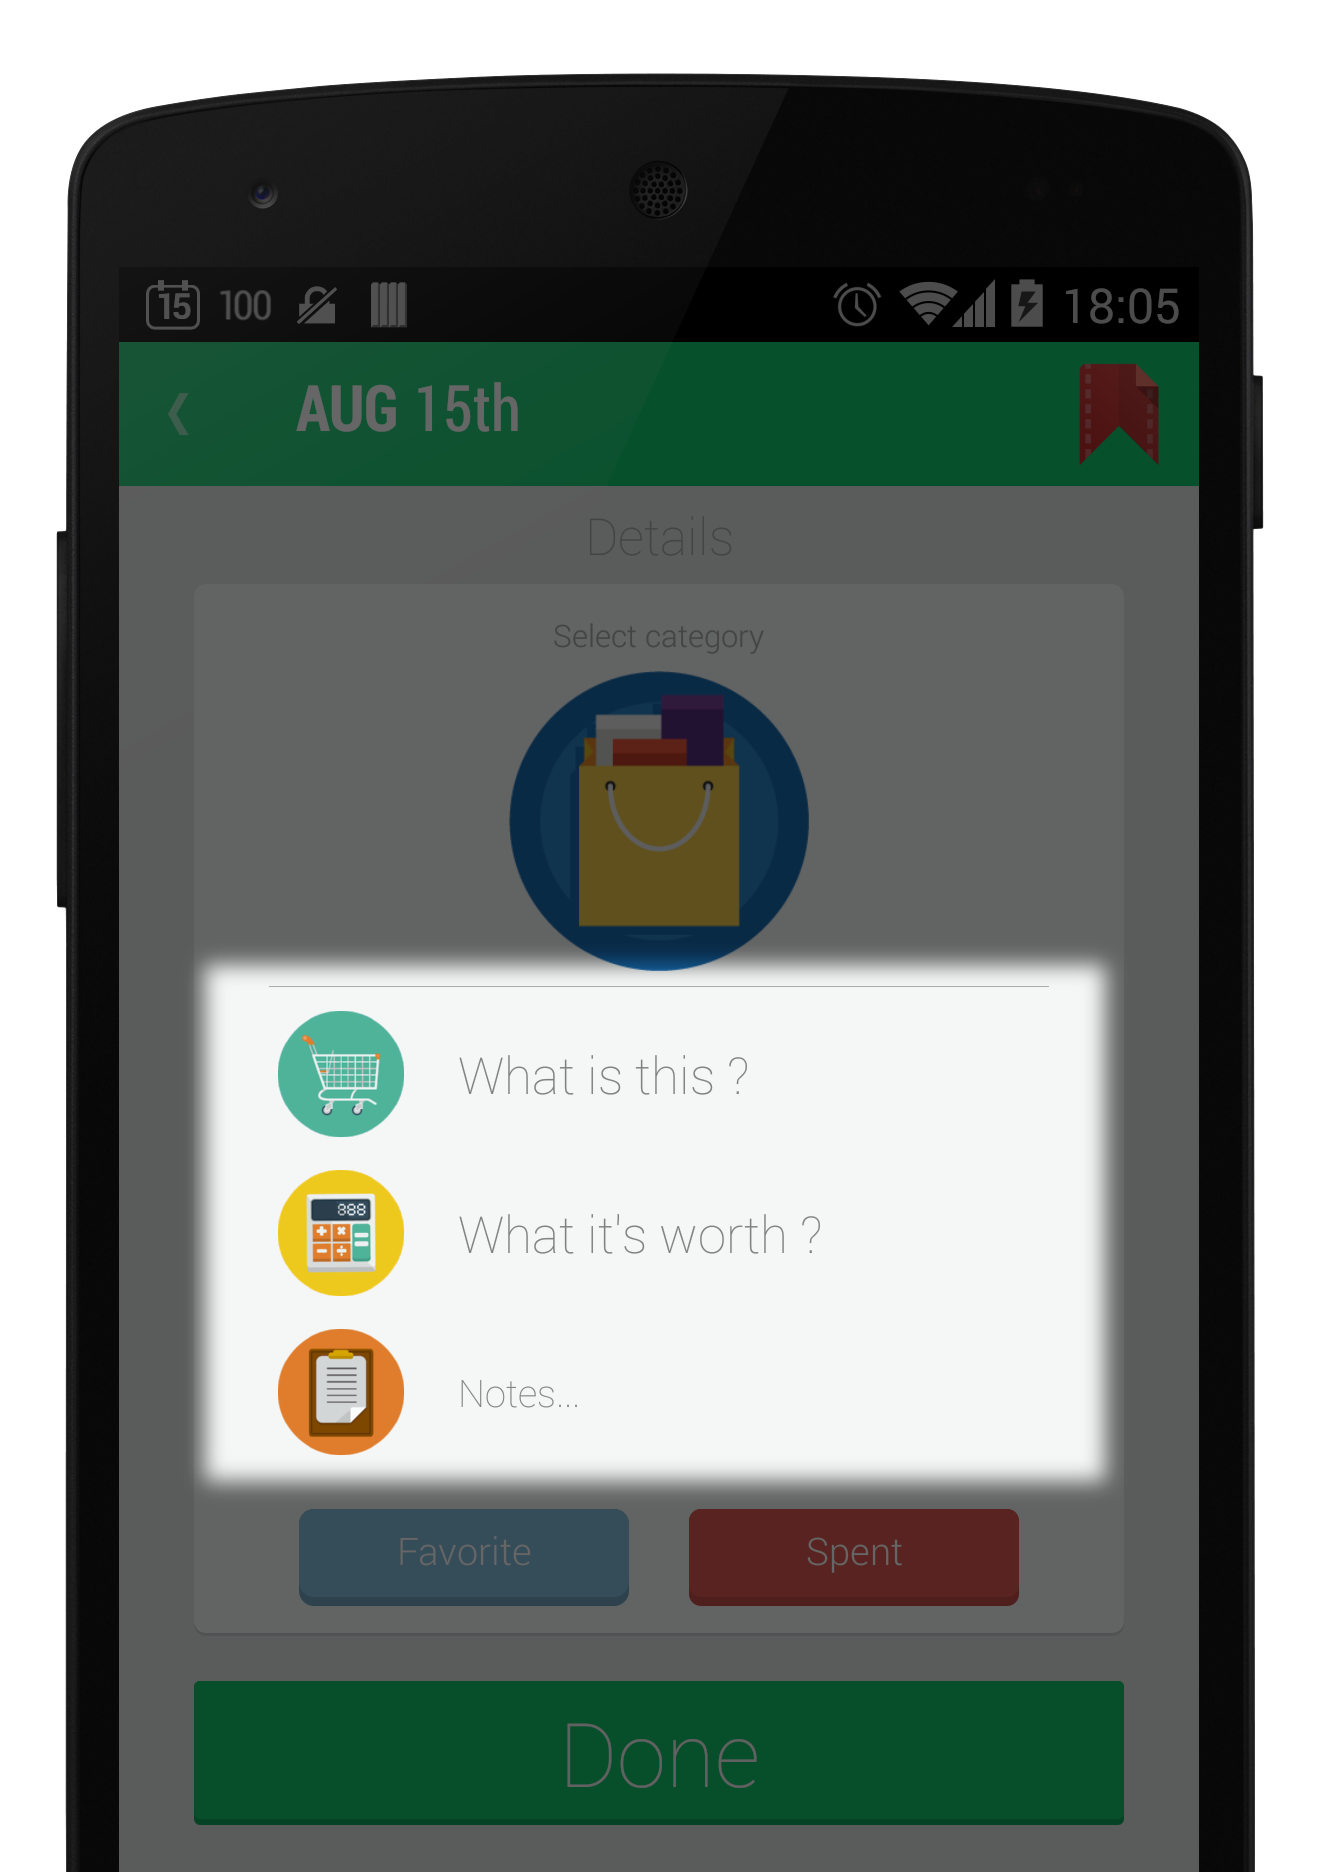 15 100 18:05
AUG 15th
Details
Select category
What is this ?
888
What it's worth ?
Notes...
Favorite Spent
Done